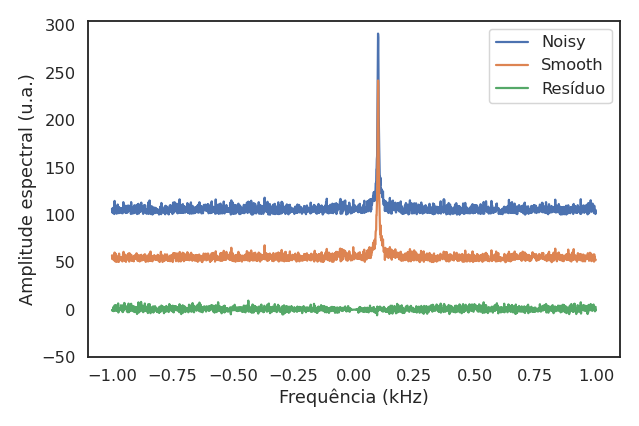 300
250
200
150
100
50
0
−50
Amplitude espectral (u.a.)
Noisy
Smooth
Resíduo
−1.00 −0.75 −0.50 −0.25 0.00 0.25 0.50 0.75 1.00
Frequência (kHz)